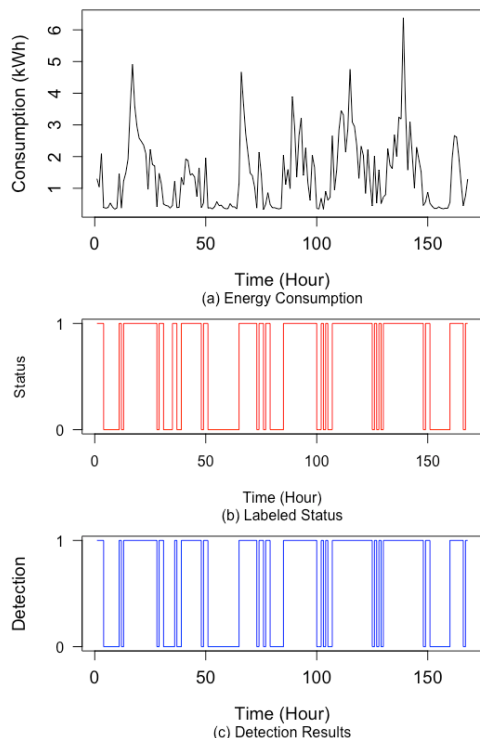 Consumption (kWh)
6
5
4
3
2
1
0 50 100 150
Time (Hour)
(a) Energy Consumption
Status
1
0
0 50 100 150
Time (Hour)
(b) Labeled Status
Detection
1
0
0 50 100 150
Time (Hour)
(c) Detection Results